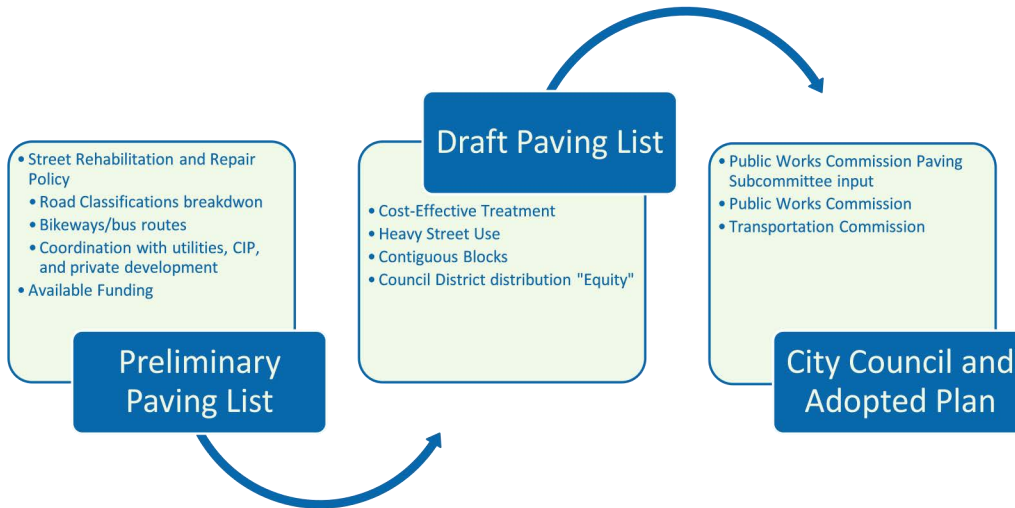 • Street Rehabilitation and Repair
Policy
• Road Classifications breakdwon
• Bikeways/bus routes
• Coordination with utilities, CIP,
and private development
• Available Funding
Preliminary
Paving List
Draft Paving List
• Cost-Effective Treatment
• Heavy Street Use
• Contiguous Blocks
• Council District distribution "Equity"
• Public Works Commission Paving
Subcommittee input
• Public Works Commission
• Transportation Commission
City Council and
Adopted Plan